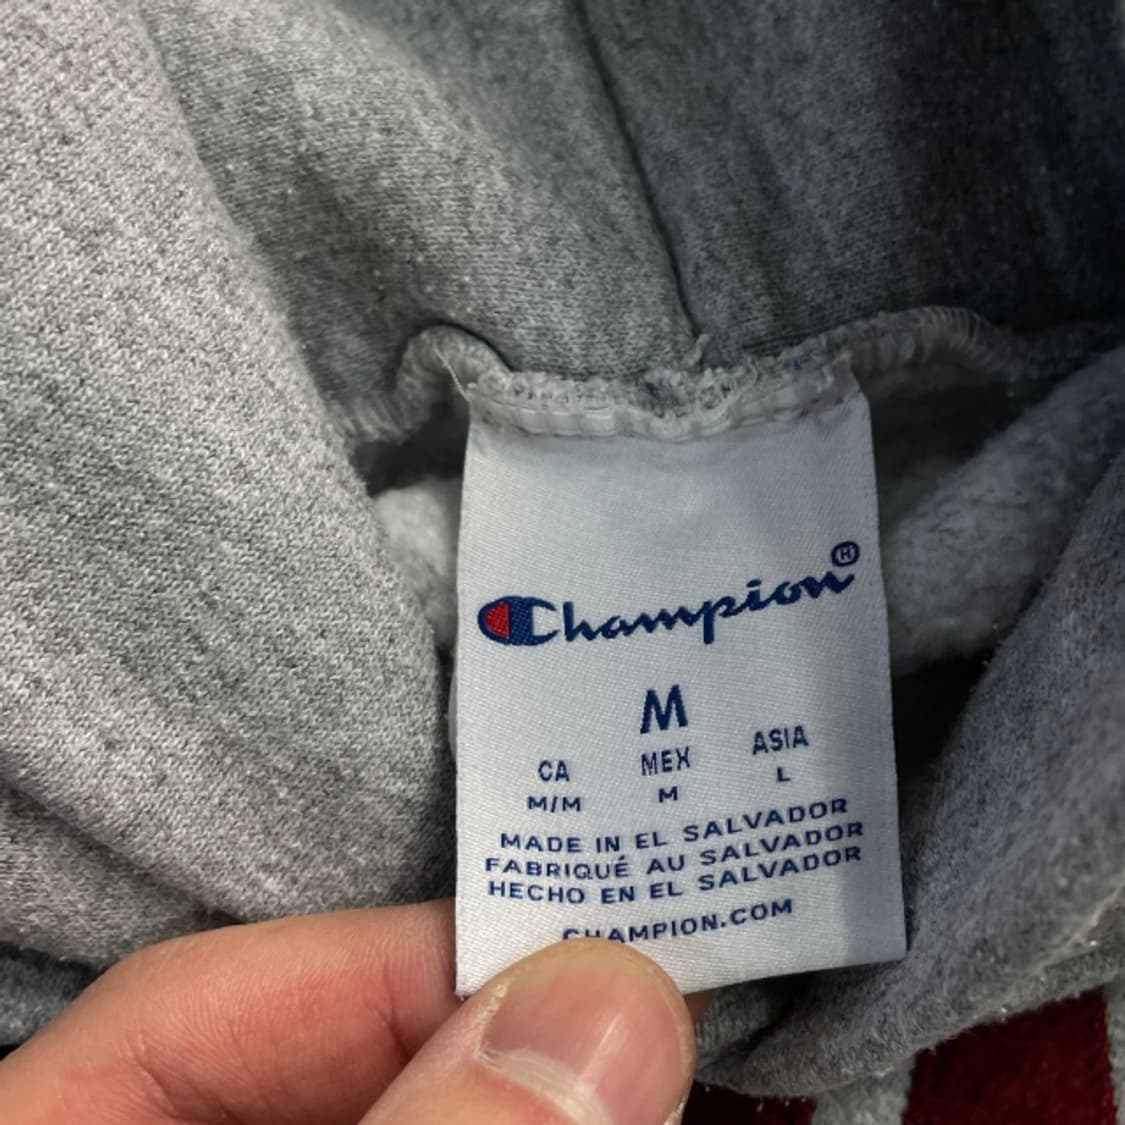 Champion®
M
CA MEX ASIA
M/M M L
MADE IN EL SALVADOR
FABRIQUÉ AU SALVADOR
HECHO EN EL SALVADOR
CHAMPION.COM